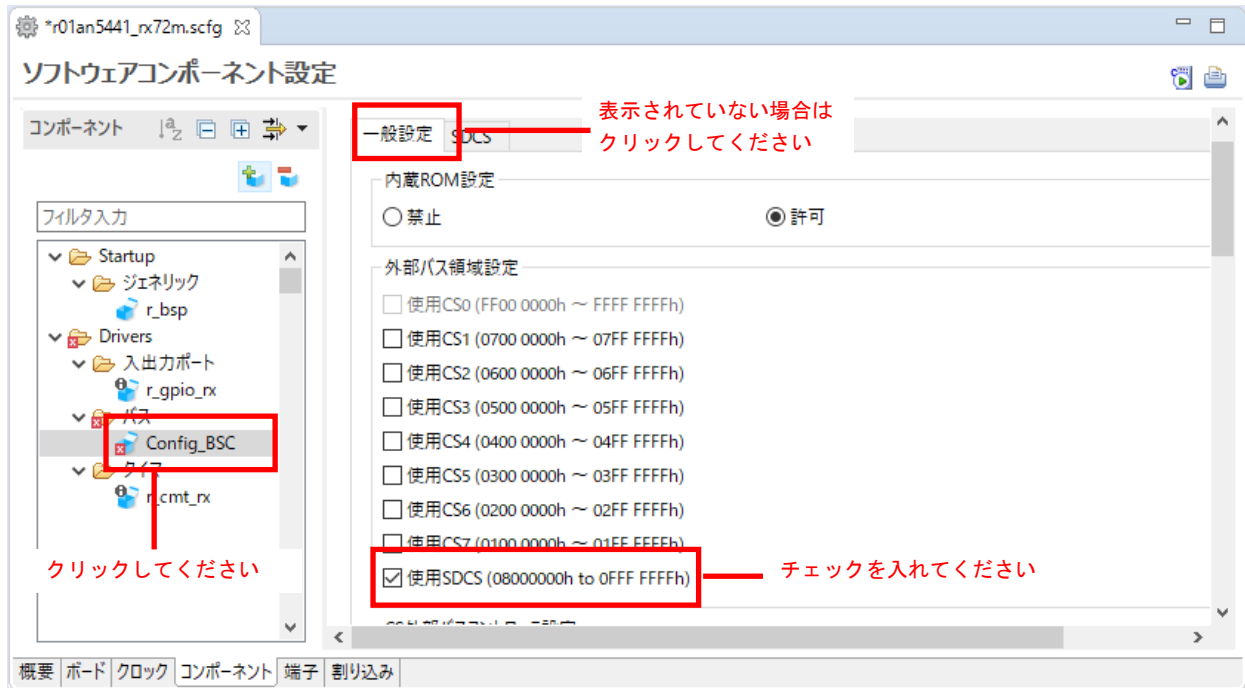 *r01an5441_rx72m.scfg
ソフトウェアコンポーネント設定
コンポーネント
フィルタ入力
Startup
ジェネリック
r_bsp
Drivers
入出力ポート
r_gpio_rx
バス
Config_BSC
r_cmt_rx
クリックしてください
表示されていない場合は
クリックしてください
一般設定 SDCS
内蔵ROM設定
禁止 許可
外部バス領域設定
使用CS0 (FF00 0000h ~ FFFF FFFFh)
使用CS1 (0700 0000h ~ 07FF FFFFh)
使用CS2 (0600 0000h ~ 06FF FFFFh)
使用CS3 (0500 0000h ~ 05FF FFFFh)
使用CS4 (0400 0000h ~ 04FF FFFFh)
使用CS5 (0300 0000h ~ 03FF FFFFh)
使用CS6 (0200 0000h ~ 02FF FFFFh)
使用CS7 (0100 0000h ~ 01FF FFFFh)
使用SDCS (08000000h to 0FFF FFFFh)
チェックを入れてください
概要 ボード クロック コンポーネント 端子 割り込み